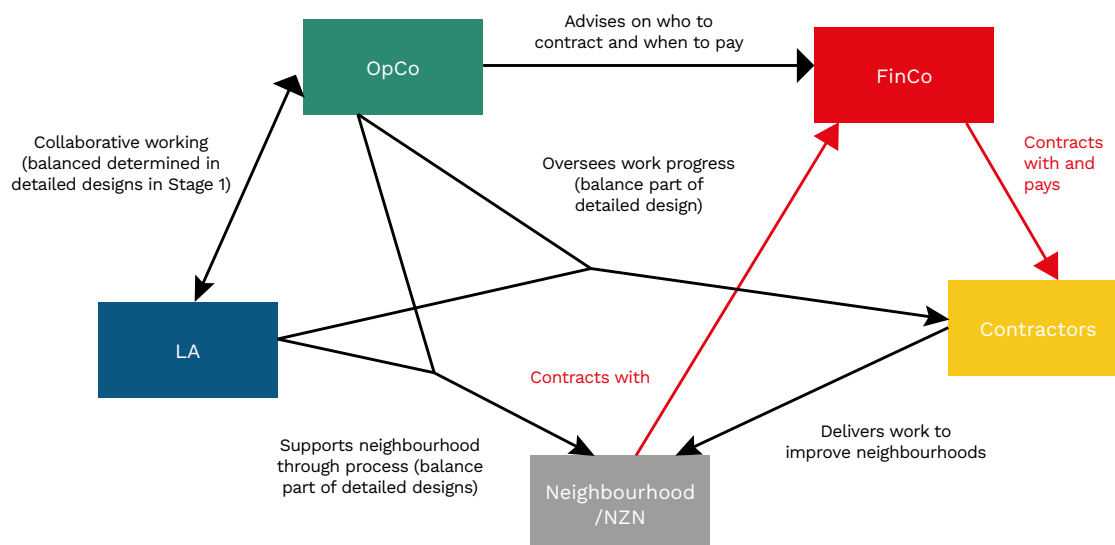 Advises on who to
contract and when to pay
OpCo
FinCo
Collaborative working
(balanced determined in
detailed designs in Stage 1)
Oversees work progress
(balance part of
detailed design)
Contracts
with and
pays
LA
Contractors
Contracts with
Supports neighbourhood
through process (balance
part of detailed designs)
Delivers work to
improve neighbourhoods
Neighbourhood
/NZN